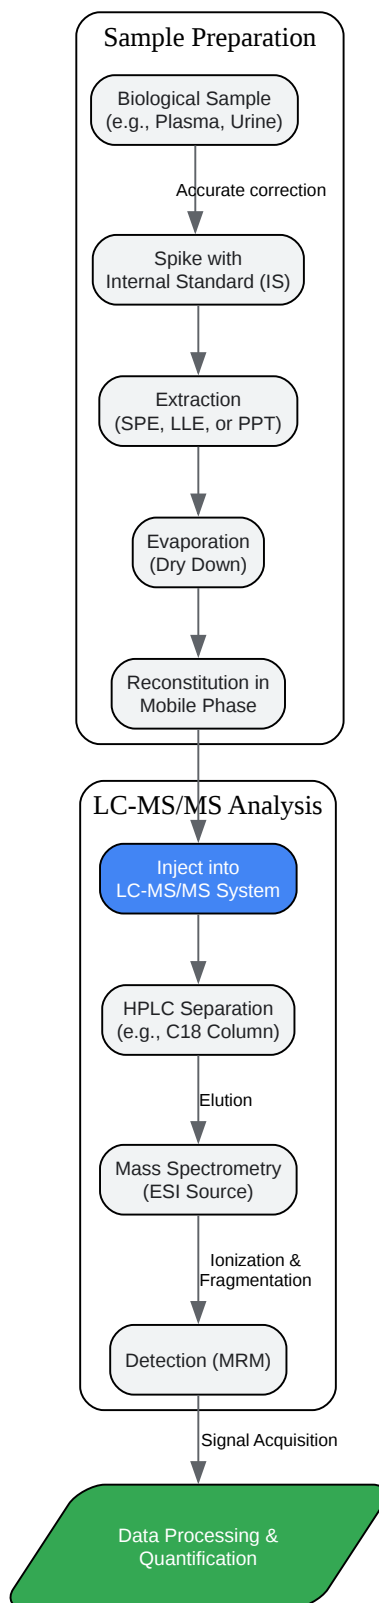 Sample Preparation
Biological Sample
(e.g., Plasma, Urine)
Accurate correction
Spike with
Internal Standard (IS)
Extraction
(SPE, LLE, or PPT)
Evaporation
(Dry Down)
Reconstitution in
Mobile Phase
LC-MS/MS Analysis
Inject into
LC-MS/MS System
HPLC Separation
(e.g., C18 Column)
Elution
Mass Spectrometry
(ESI Source)
Ionization &
Fragmentation
Detection (MRM)
Signal Acquisition
Data Processing &
Quantification